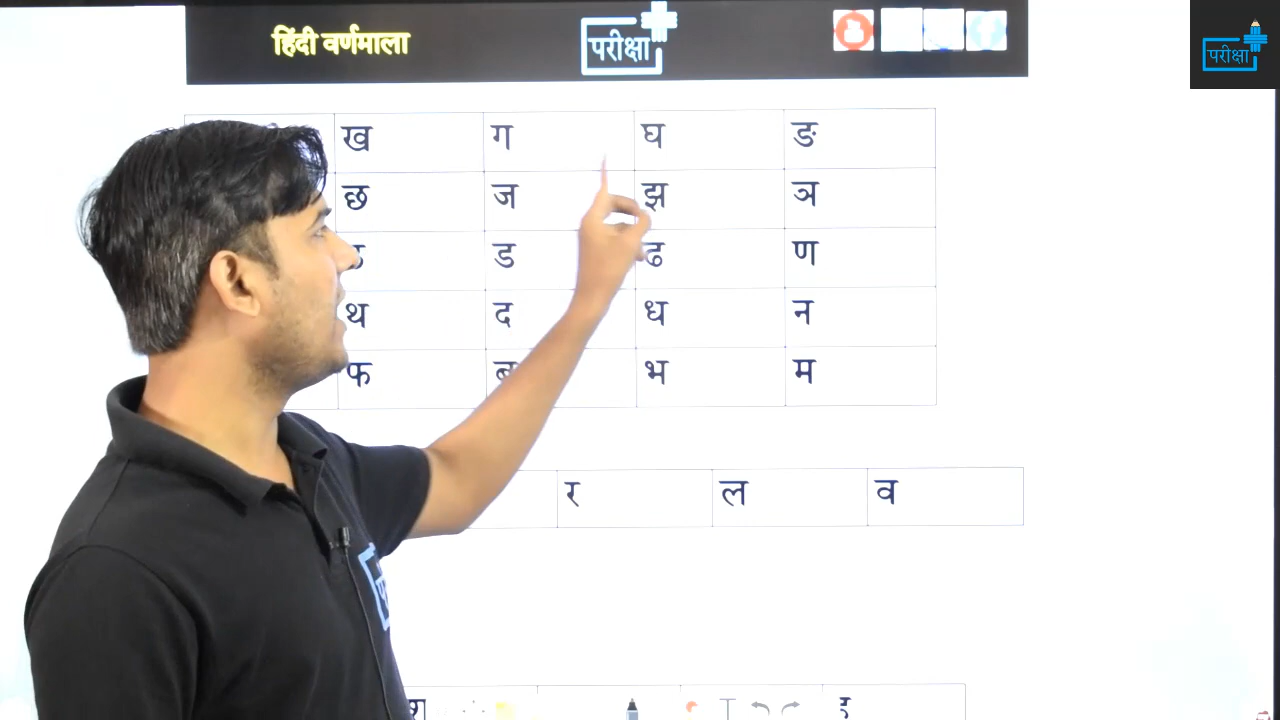 हिंदी वर्णमाला परीक्षा
परीक्षा
ख ग घ ङ
छ ज झ ञ
ड ढ ण
थ द ध न
फ ब भ म
र ल व
श